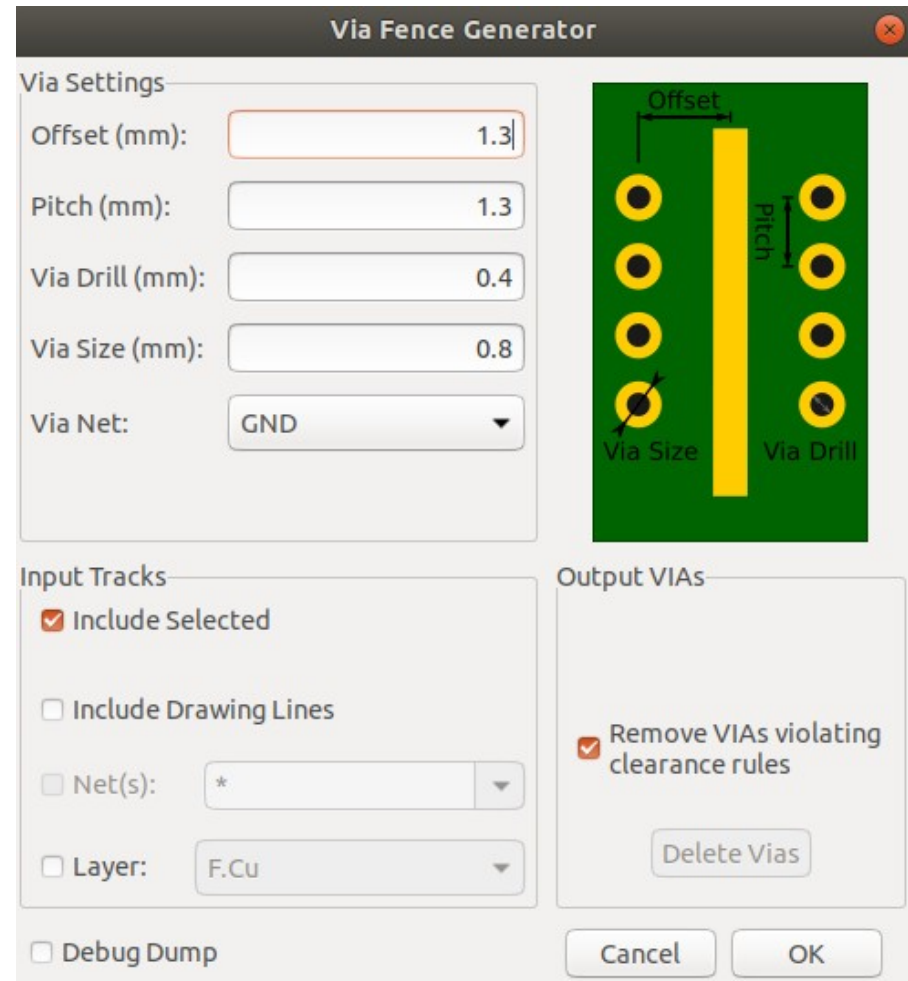 Via Fence Generator
Via Settings
Offset (mm):
1.3
Pitch (mm):
1.3
Via Drill (mm):
0.4
Via Size (mm):
0.8
Via Net:
GND
Offset
Pitch
Via Size
Via Drill
Input Tracks
Include Selected
Include Drawing Lines
Net(s):
*
Layer:
F.Cu
Output VIAs
Remove VIAs violating
clearance rules
Delete Vias
Debug Dump
Cancel
OK